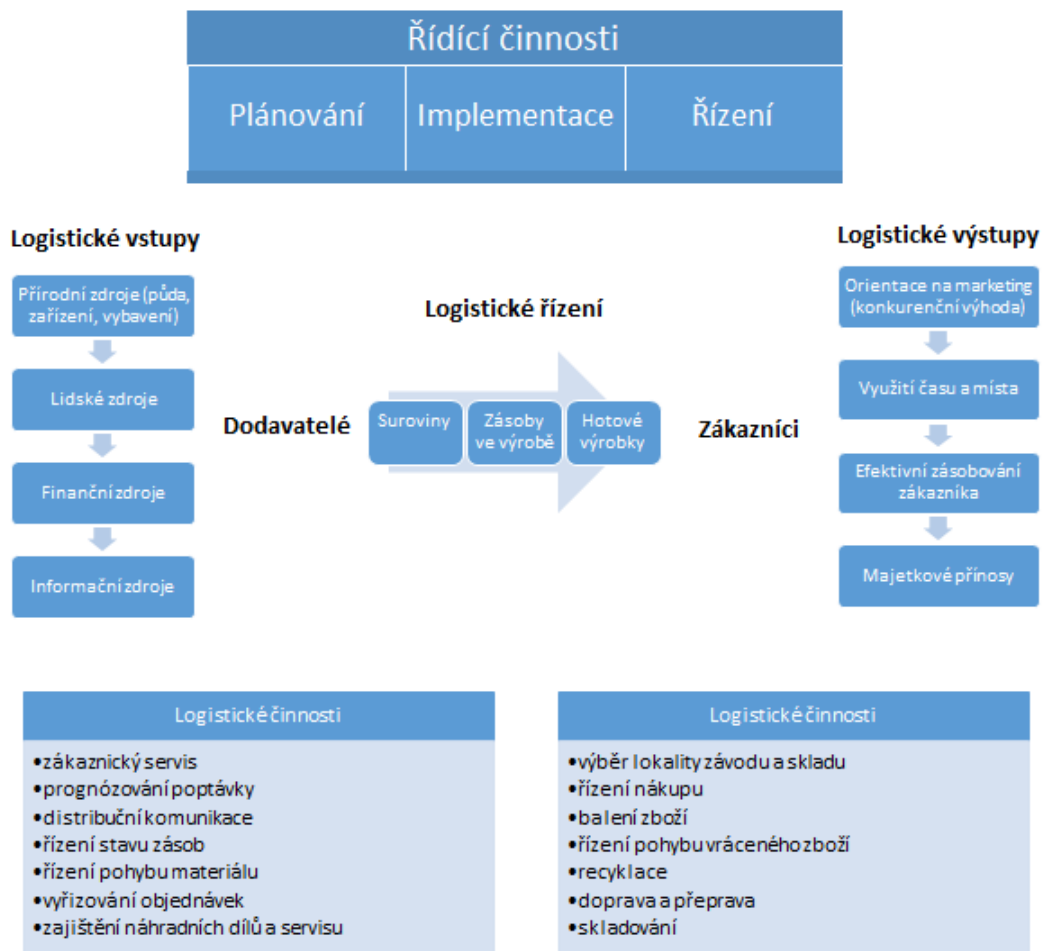 Řídící činnosti
Plánování
Implementace
Řízení
Logistické vstupy
Přírodní zdroje (půda,
zařízení, vybavení)
Lidské zdroje
Finanční zdroje
Informační zdroje
Logistické řízení
Dodavatelé
Suroviny
Zásoby
ve výrobě
Hotové
výrobky
Zákazníci
Logistické výstupy
Orientace na marketing
(konkurenční výhoda)
Využití času a místa
Efektivní zásobování
zákazníka
Majetkové přínosy
Logistické činnosti
•zákaznický servis
•prognózování poptávky
•distribuční komunikace
•řízení stavu zásob
•řízení pohybu materiálu
•vyřizování objednávek
•zajištění náhradních dílů a servisu
Logistické činnosti
•výběr lokality závodu a skladu
•řízení nákupu
•balení zboží
•řízení pohybu vráceného zboží
•recyklace
•doprava a přeprava
•skladování